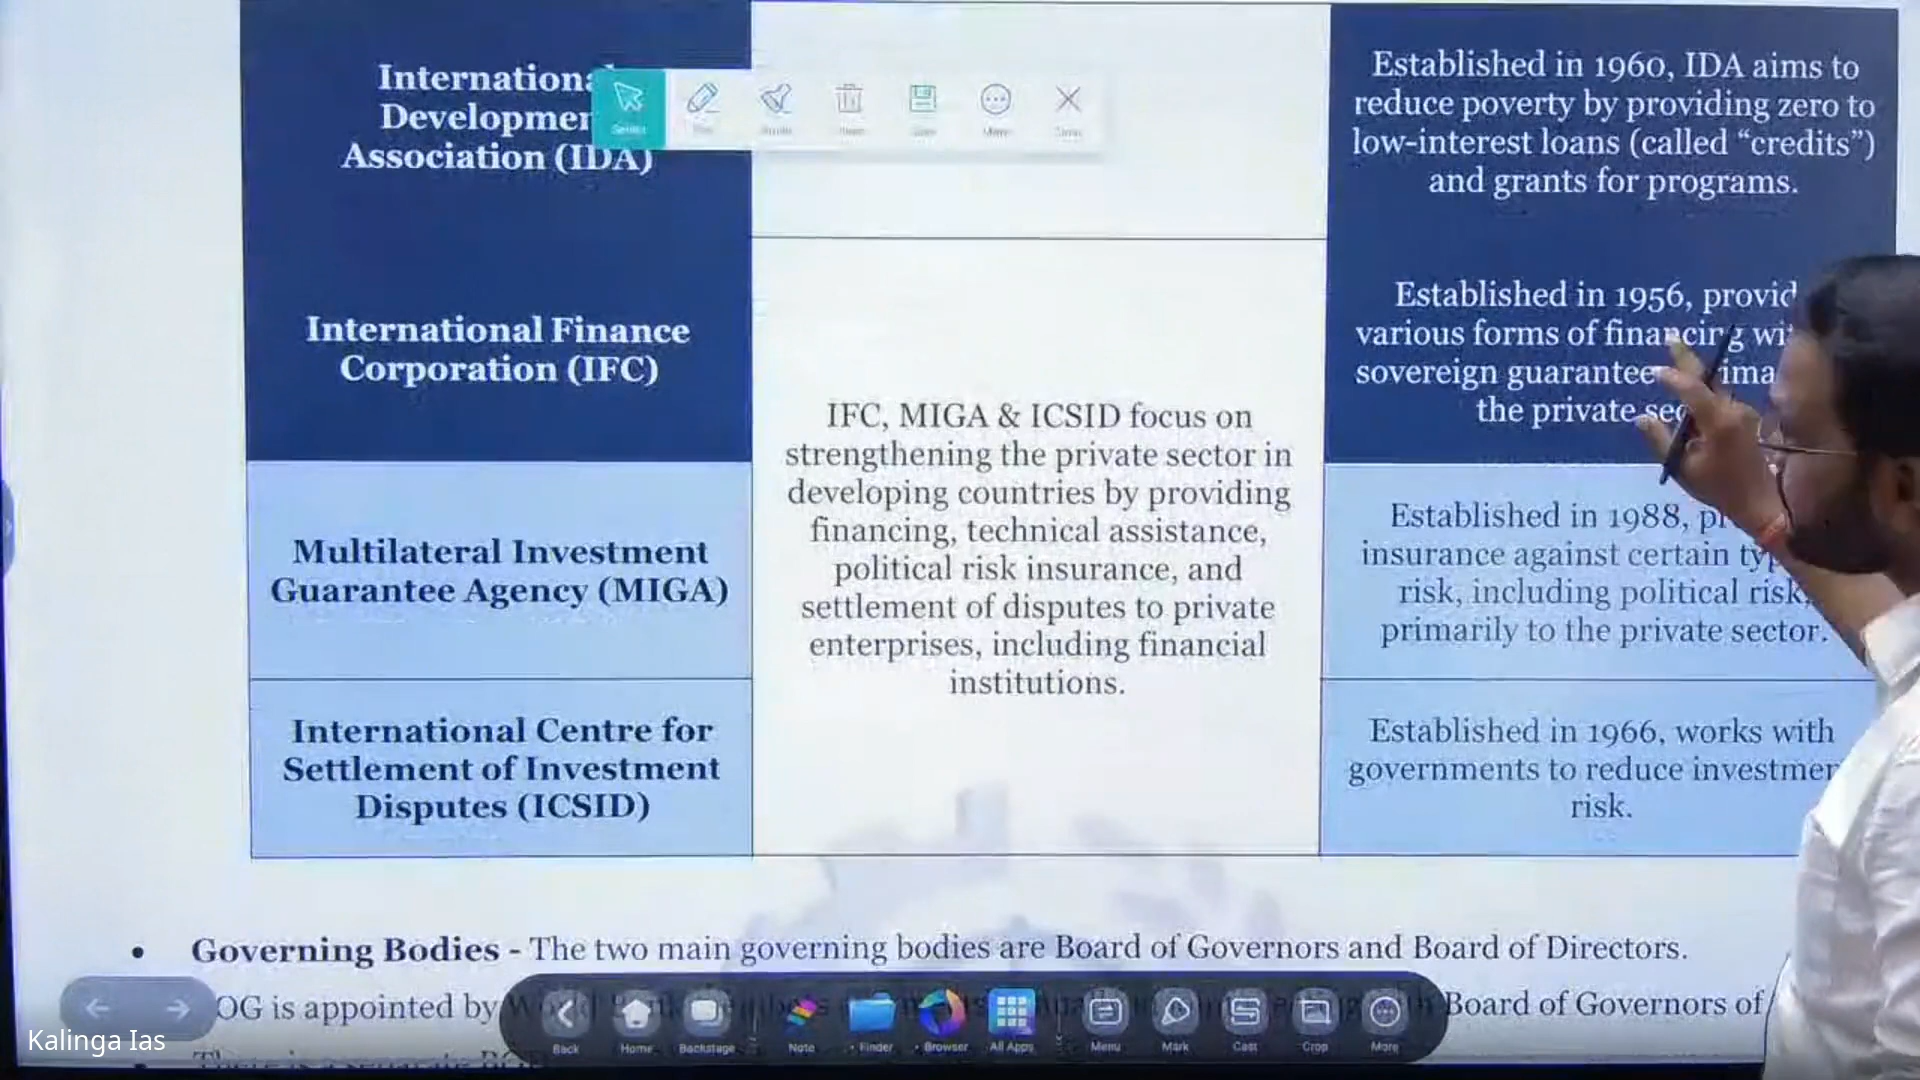 International
Development
Association (IDA)
Established in 1960, IDA aims to
reduce poverty by providing zero to
low-interest loans (called “credits”)
and grants for programs.
International Finance
Corporation (IFC)
Established in 1956,
various forms of financing
sovereign guarantee
the private
IFC, MIGA & ICSID focus on
strengthening the private sector in
developing countries by providing
financing, technical assistance,
political risk insurance, and
settlement of disputes to private
enterprises, including financial
institutions.
Multilateral Investment
Guarantee Agency (MIGA)
Established in 1988,
insurance against certain
risk, including political risk,
primarily to the private sector.
International Centre for
Settlement of Investment
Disputes (ICSID)
Established in 1966, works with
governments to reduce
risk.
• Governing Bodies - The two main governing bodies are Board of Governors and Board of Directors.
OG is appointed by Board of Governors of
Kalinga Ias
Back
Home
Backstage
Note
• Finder
• Browser
All Apps
Menu
Mark
Cast
Crop
More